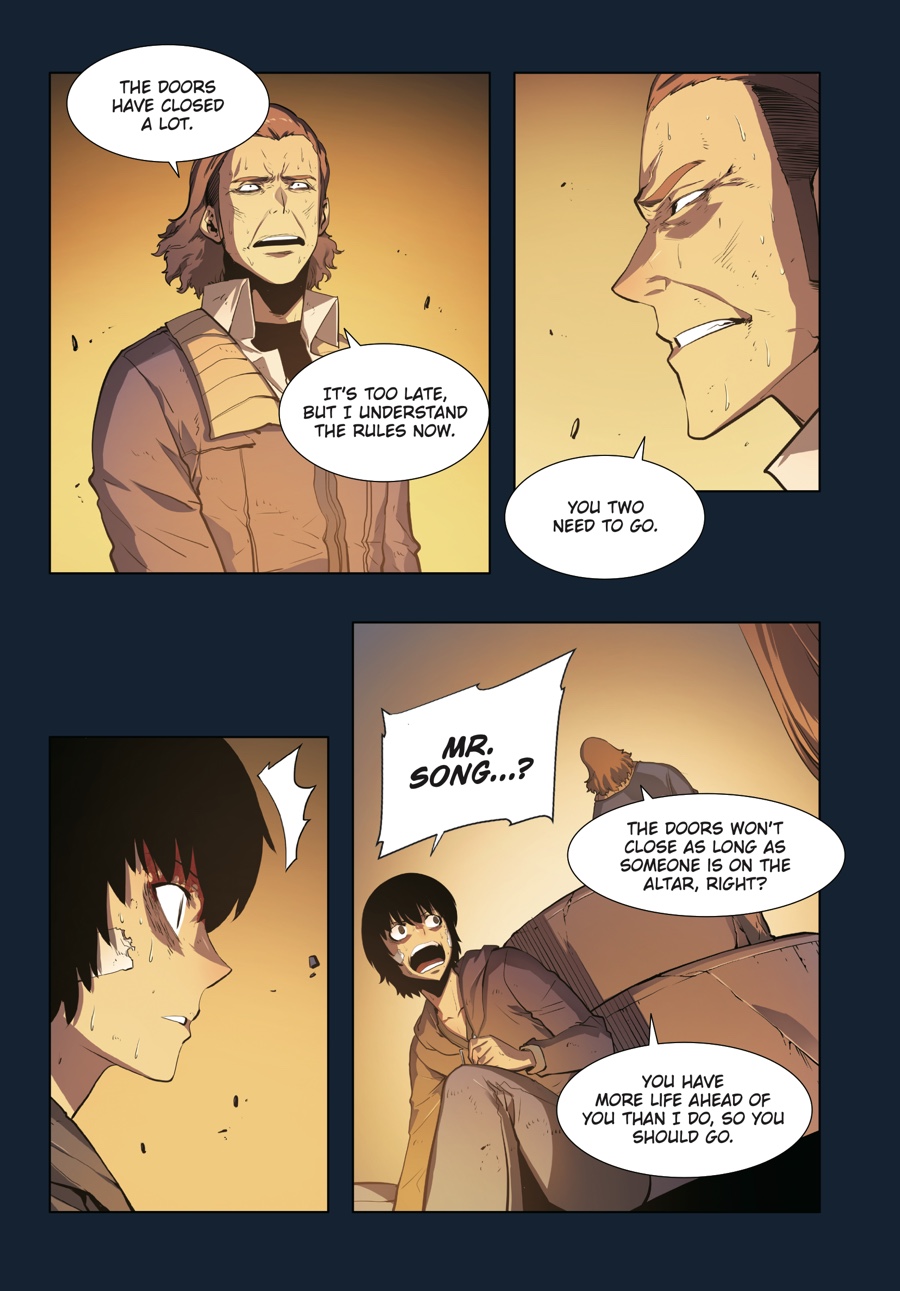 THE DOORS
HAVE CLOSED
A LOT.
IT'S TOO LATE,
BUT I UNDERSTAND
THE RULES NOW.
YOU TWO
NEED TO GO.
MR.
SONG...?
THE DOORS WON'T
CLOSE AS LONG AS
SOMEONE IS ON THE
ALTAR, RIGHT?
YOU HAVE
MORE LIFE AHEAD OF
YOU THAN I DO, SO YOU
SHOULD GO.